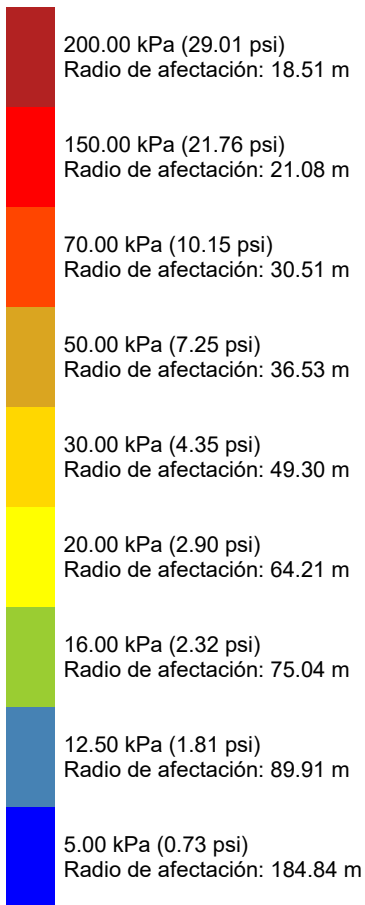 200.00 kPa (29.01 psi)
Radio de afectación: 18.51 m
150.00 kPa (21.76 psi)
Radio de afectación: 21.08 m
70.00 kPa (10.15 psi)
Radio de afectación: 30.51 m
50.00 kPa (7.25 psi)
Radio de afectación: 36.53 m
30.00 kPa (4.35 psi)
Radio de afectación: 49.30 m
20.00 kPa (2.90 psi)
Radio de afectación: 64.21 m
16.00 kPa (2.32 psi)
Radio de afectación: 75.04 m
12.50 kPa (1.81 psi)
Radio de afectación: 89.91 m
5.00 kPa (0.73 psi)
Radio de afectación: 184.84 m